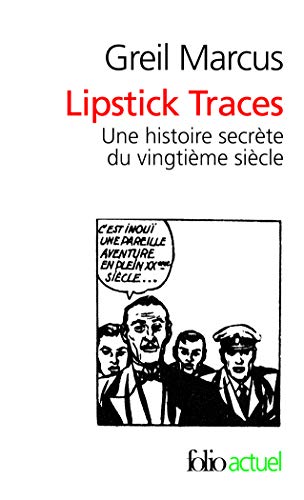 Greil Marcus
Lipstick Traces
Une histoire secrète
du vingtième siècle
C'EST INOUÏ
UNE PAREILLE
AVENTURE
EN PLEIN XXème
SIÈCLE...
folio actuel